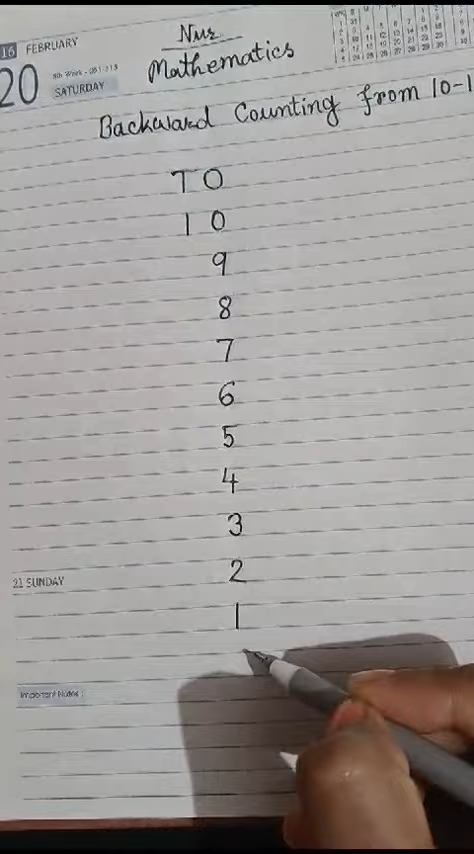 16 FEBRUARY
20
SATURDAY
Nur
Mathematics
Backward Counting from 10-1
T O
1 0
9
8
7
6
5
4
3
2
21 SUNDAY
1
Important Notes :